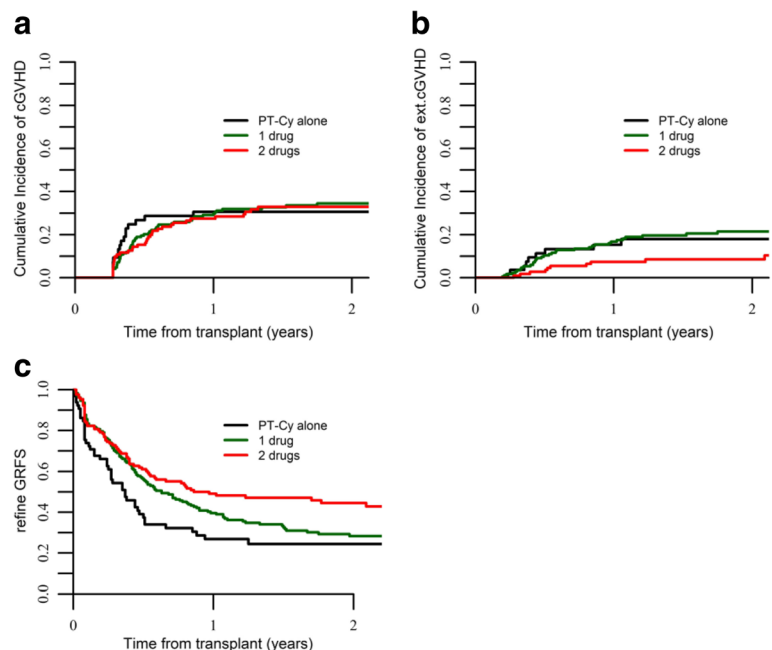 a
Cumulative Incidence of cGVHD
1.0
0.8
0.6
0.4
0.2
0.0
PT-Cy alone
1 drug
2 drugs
0 1 2
Time from transplant (years)
b
Cumulative Incidence of ext.cGVHD
1.0
0.8
0.6
0.4
0.2
0.0
PT-Cy alone
1 drug
2 drugs
0 1 2
Time from transplant (years)
c
refine GRFS
1.0
0.8
0.6
0.4
0.2
0.0
PT-Cy alone
1 drug
2 drugs
0 1 2
Time from transplant (years)